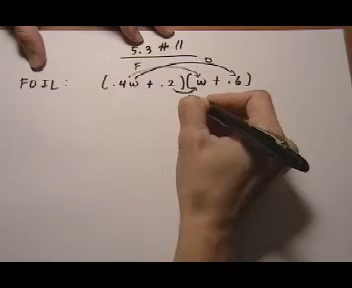 5.3 # 11
F O
FOIL: (.4w + .2)(w + .6)